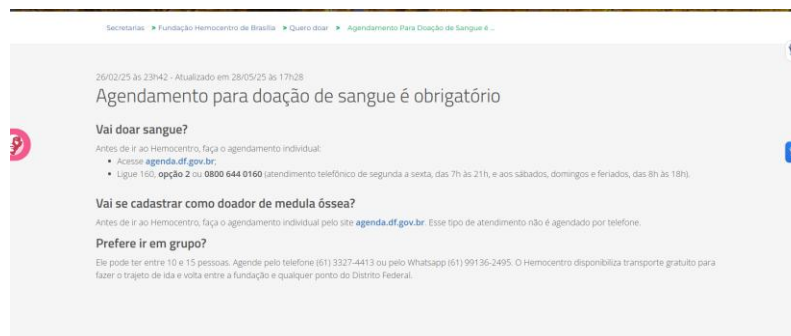 Secretarias > Fundação Hemocentro de Brasília > Quero doar > Agendamento Para Doação de Sangue é ...
26/02/25 às 23h42 - Atualizado em 28/05/25 às 17h28
Agendamento para doação de sangue é obrigatório
Vai doar sangue?
Antes de ir ao Hemocentro, faça o agendamento individual:
• Acesse agenda.df.gov.br;
• Ligue 160, opção 2 ou 0800 644 0160 (atendimento telefônico de segunda a sexta, das 7h às 21h, e aos sábados, domingos e feriados, das 8h às 18h).
Vai se cadastrar como doador de medula óssea?
Antes de ir ao Hemocentro, faça o agendamento individual pelo site agenda.df.gov.br. Esse tipo de atendimento não é agendado por telefone.
Prefere ir em grupo?
Ele pode ter entre 10 e 15 pessoas. Agende pelo telefone (61) 3327-4413 ou pelo Whatsapp (61) 99136-2495. O Hemocentro disponibiliza transporte gratuito para
fazer o trajeto de ida e volta entre a fundação e qualquer ponto do Distrito Federal.